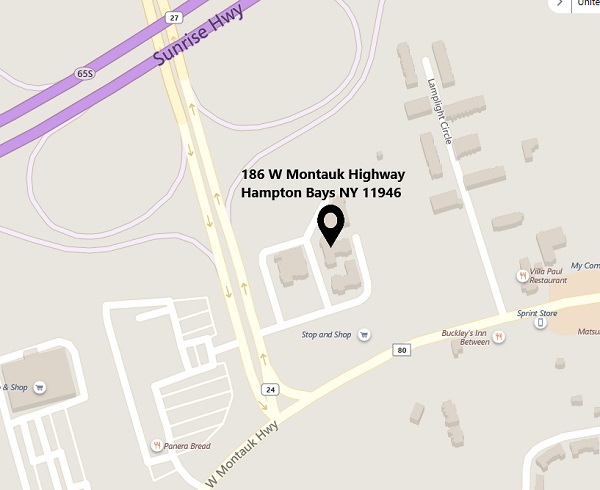 Unite
27
Sunrise Hwy
65S
Lamplight Circle
186 W Montauk Highway
Hampton Bays NY 11946
Villa Paul
Restaurant
My Com
Sprint Store
Stop and Shop
Buckley's Inn
Between
Matsu
80
24
p & Shop
Panera Bread
W Montauk Hwy